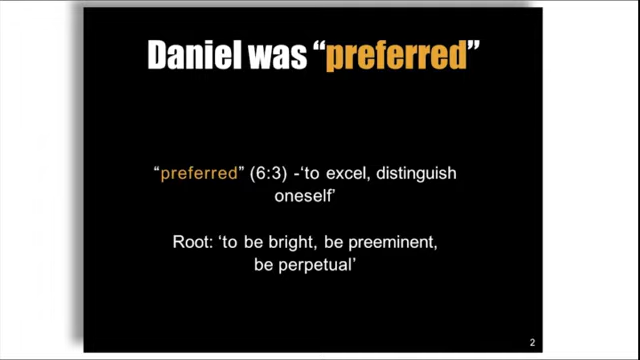 Daniel was “preferred”
“preferred” (6:3) -‘to excel, distinguish
oneself’
Root: ‘to be bright, be preeminent,
be perpetual’
2